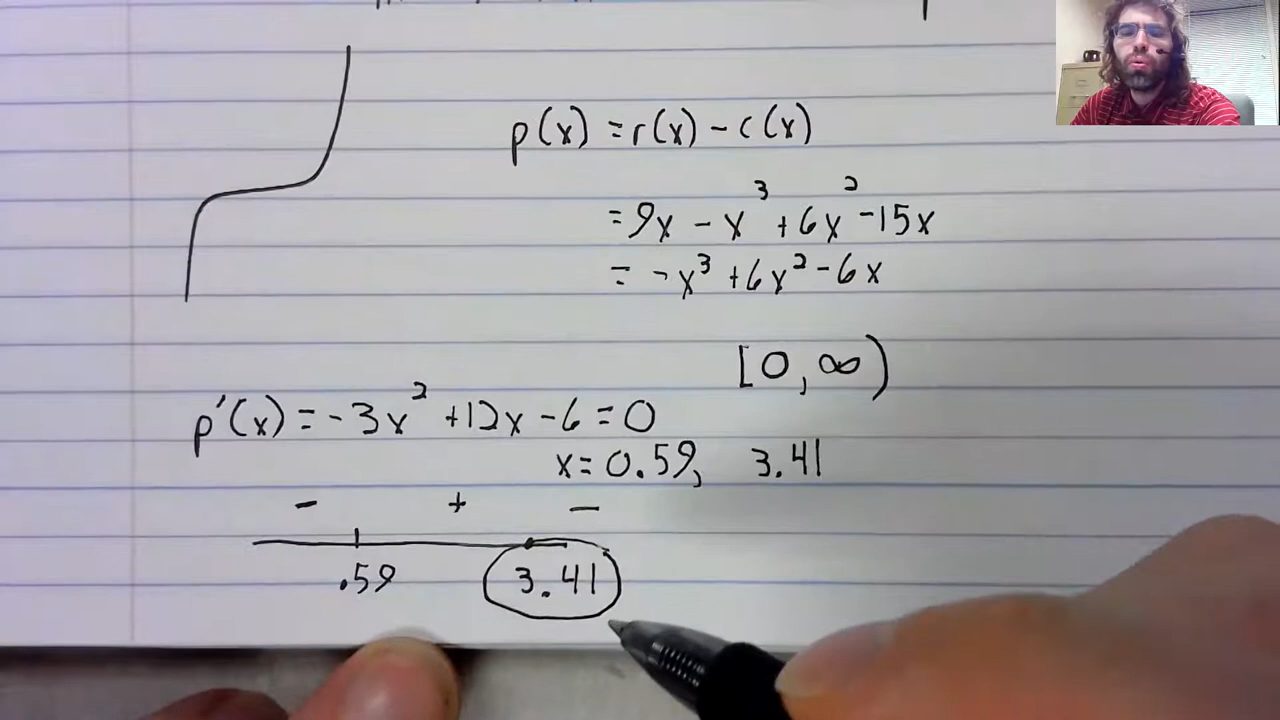 p(x) = r(x) - c(x)
= 9x - x³ + 6x² - 15x
= -x³ + 6x² - 6x
[0, ∞)
p'(x) = -3x² + 12x - 6 = 0
x = 0.59, 3.41
- + -
.59 3.41